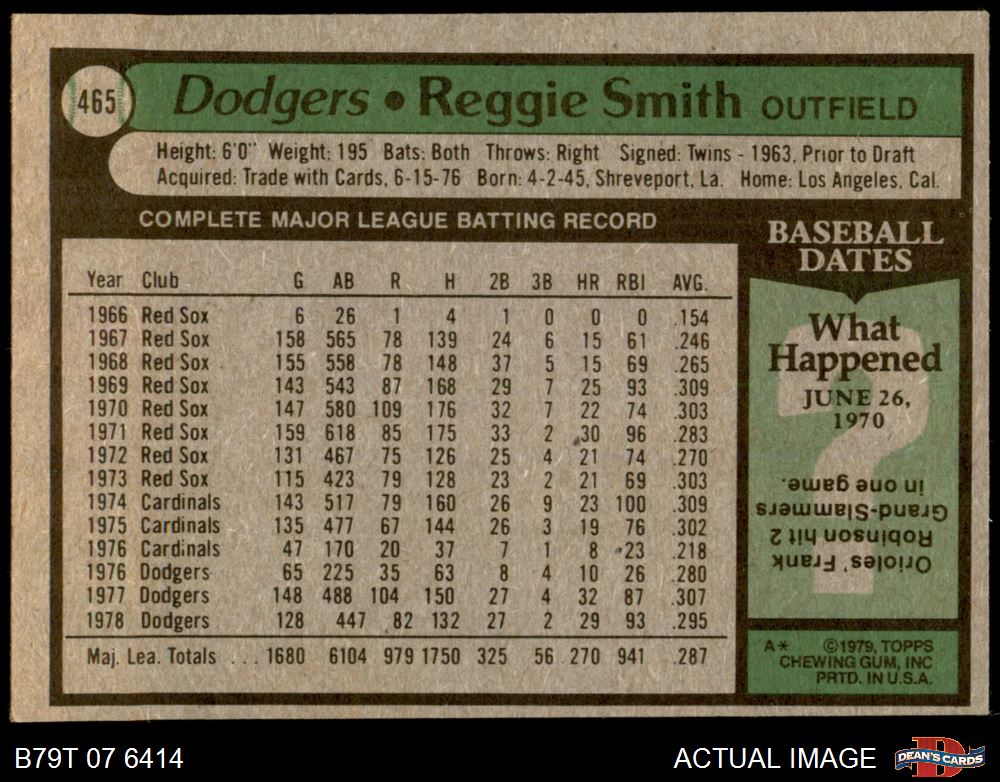 465 Dodgers • Reggie Smith OUTFIELD
Height: 6'0" Weight: 195 Bats: Both Throws: Right Signed: Twins - 1963, Prior to Draft
Acquired: Trade with Cards, 6-15-76 Born: 4-2-45, Shreveport, La. Home: Los Angeles, Cal.
COMPLETE MAJOR LEAGUE BATTING RECORD
Year Club G AB R H 2B 3B HR RBI AVG.
1966 Red Sox 6 26 1 4 1 0 0 0 .154
1967 Red Sox 158 565 78 139 24 6 15 61 .246
1968 Red Sox 155 558 78 148 37 5 15 69 .265
1969 Red Sox 143 543 87 168 29 7 25 93 .309
1970 Red Sox 147 580 109 176 32 7 22 74 .303
1971 Red Sox 159 618 85 175 33 2 30 96 .283
1972 Red Sox 131 467 75 126 25 4 21 74 .270
1973 Red Sox 115 423 79 128 23 2 21 69 .303
1974 Cardinals 143 517 79 160 26 9 23 100 .309
1975 Cardinals 135 477 67 144 26 3 19 76 .302
1976 Cardinals 47 170 20 37 7 1 8 23 .218
1976 Dodgers 65 225 35 63 8 4 10 26 .280
1977 Dodgers 148 488 104 150 27 4 32 87 .307
1978 Dodgers 128 447 82 132 27 2 29 93 .295
Maj. Lea. Totals ... 1680 6104 979 1750 325 56 270 941 .287
BASEBALL
DATES
What
Happened
JUNE 26,
1970
Orioles' Frank
Robinson hit 2
Grand-Slammers
in one game.
A* ©1979, TOPPS
CHEWING GUM, INC
PRTD. IN U.S.A.
B79T 07 6414
ACTUAL IMAGE
D
DEAN'S CARDS